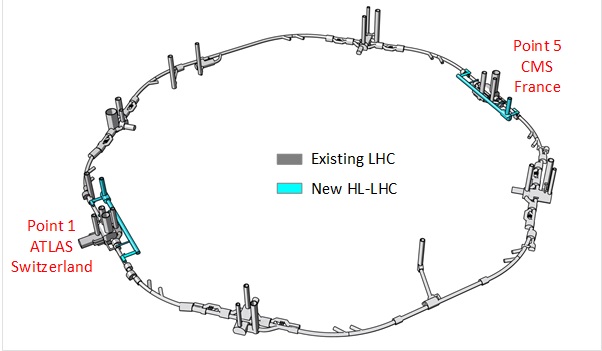 Point 5
CMS
France
Existing LHC
New HL-LHC
Point 1
ATLAS
Switzerland